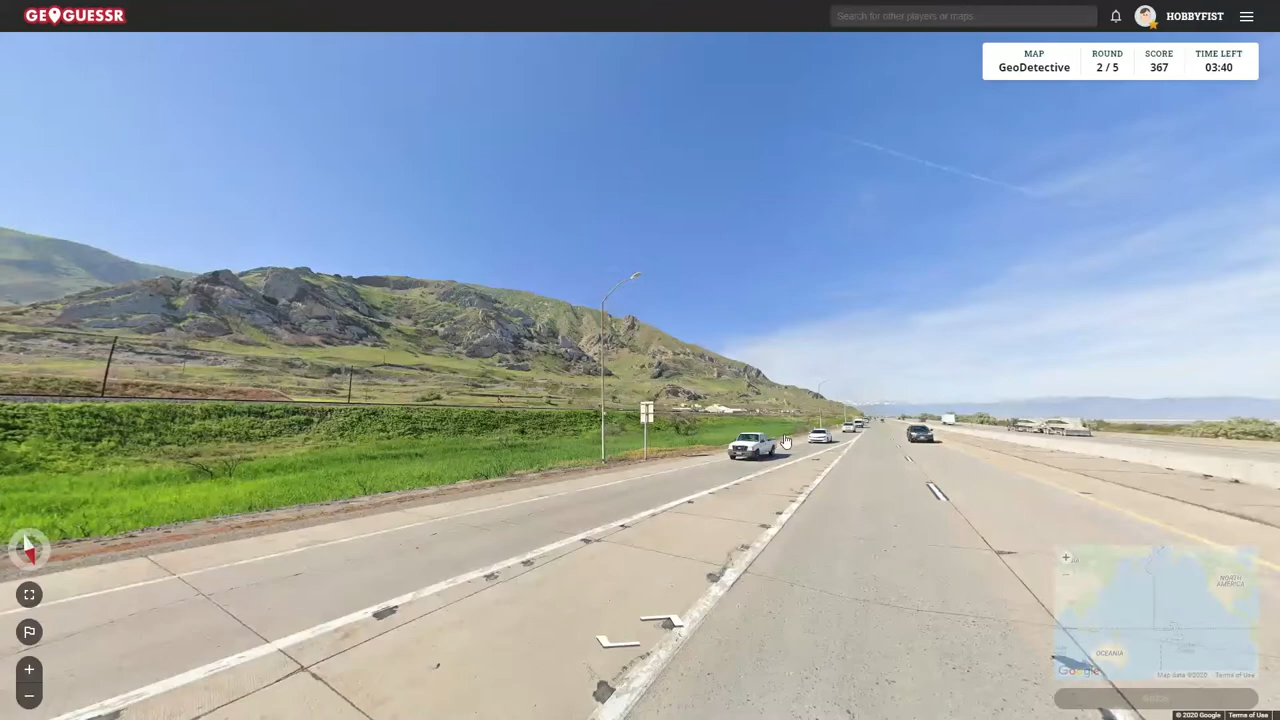 GEOGUESSR
Search for other players or maps
HOBBYFIST
MAP
GeoDetective
ROUND
2 / 5
SCORE
367
TIME LEFT
03:40
NORTH
AMERICA
OCEANIA
Google
Map data ©2020
Terms of Use
© 2020 Google
Terms of Use